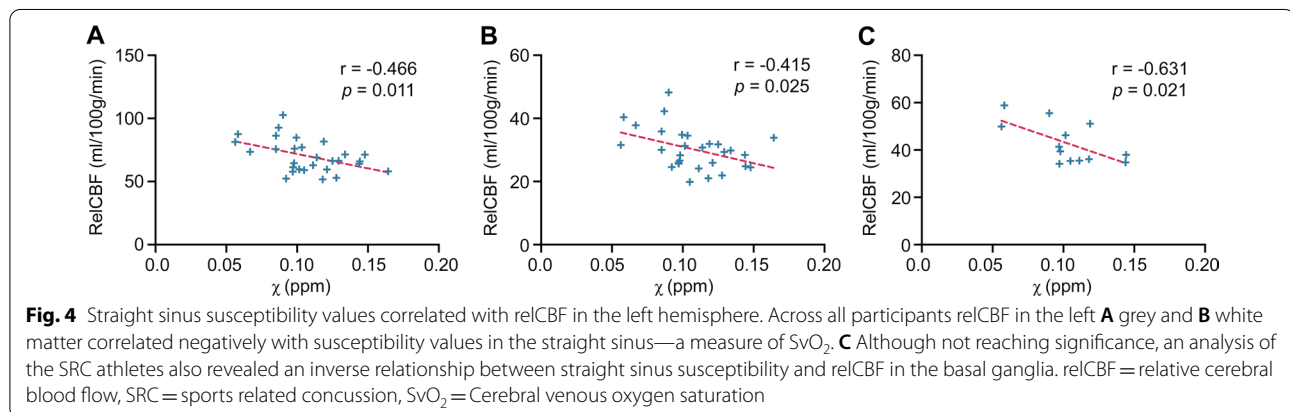 A
B
C
150
100
50
0
0.0
0.05
0.10
0.15
0.20
RelCBF (ml/100g/min)
χ (ppm)
r = -0.466
p = 0.011
60
40
20
0
0.0
0.05
0.10
0.15
0.20
RelCBF (ml/100g/min)
χ (ppm)
r = -0.415
p = 0.025
80
60
40
20
0
0.0
0.05
0.10
0.15
0.20
RelCBF (ml/100g/min)
χ (ppm)
r = -0.631
p = 0.021
Fig. 4 Straight sinus susceptibility values correlated with relCBF in the left hemisphere. Across all participants relCBF in the left A grey and B white
matter correlated negatively with susceptibility values in the straight sinus—a measure of SvO₂. C Although not reaching significance, an analysis of
the SRC athletes also revealed an inverse relationship between straight sinus susceptibility and relCBF in the basal ganglia. relCBF = relative cerebral
blood flow, SRC = sports related concussion, SvO₂ = Cerebral venous oxygen saturation